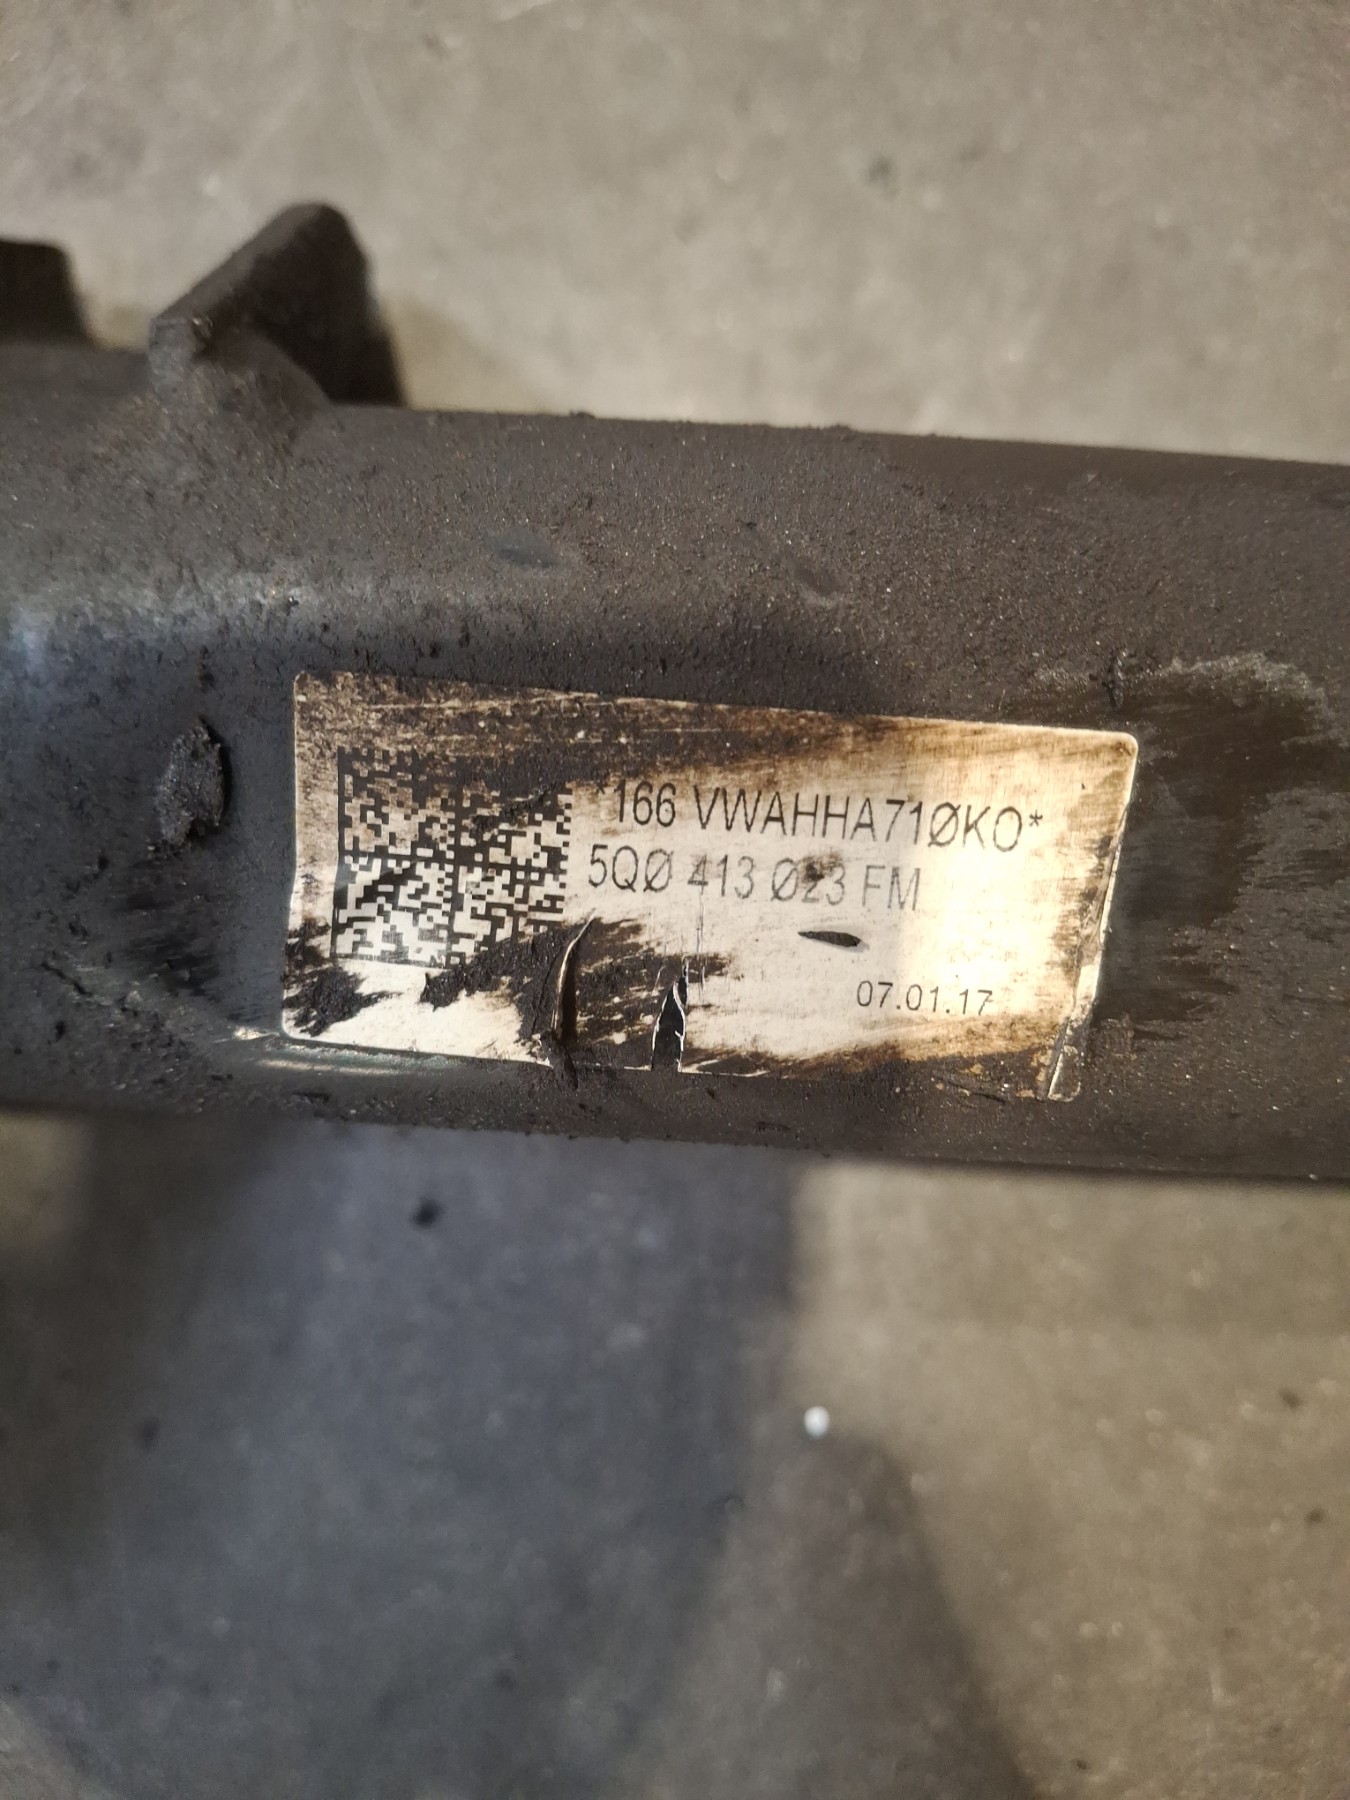 *166 VWAHHA71ØKO*
5QØ 413 Ø23 FM
07.01.17